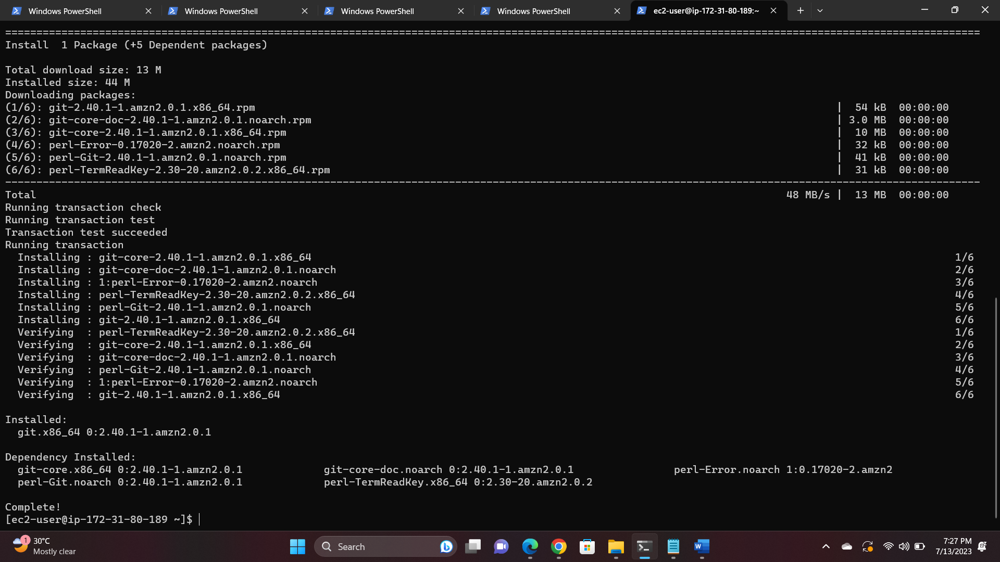 Windows PowerShell
Windows PowerShell
Windows PowerShell
Windows PowerShell
ec2-user@ip-172-31-80-189:~
================================================================================
Install  1 Package (+5 Dependent packages)
Total download size: 13 M
Installed size: 44 M
Downloading packages:
(1/6): git-2.40.1-1.amzn2.0.1.x86_64.rpm | 54 kB 00:00:00
(2/6): git-core-doc-2.40.1-1.amzn2.0.1.noarch.rpm | 3.0 MB 00:00:00
(3/6): git-core-2.40.1-1.amzn2.0.1.x86_64.rpm | 10 MB 00:00:00
(4/6): perl-Error-0.17020-2.amzn2.noarch.rpm | 32 kB 00:00:00
(5/6): perl-Git-2.40.1-1.amzn2.0.1.noarch.rpm | 41 kB 00:00:00
(6/6): perl-TermReadKey-2.30-20.amzn2.0.2.x86_64.rpm | 31 kB 00:00:00
--------------------------------------------------------------------------------
Total 48 MB/s | 13 MB 00:00:00
Running transaction check
Running transaction test
Transaction test succeeded
Running transaction
Installing : git-core-2.40.1-1.amzn2.0.1.x86_64 1/6
Installing : git-core-doc-2.40.1-1.amzn2.0.1.noarch 2/6
Installing : 1:perl-Error-0.17020-2.amzn2.noarch 3/6
Installing : perl-TermReadKey-2.30-20.amzn2.0.2.x86_64 4/6
Installing : perl-Git-2.40.1-1.amzn2.0.1.noarch 5/6
Installing : git-2.40.1-1.amzn2.0.1.x86_64 6/6
Verifying : perl-TermReadKey-2.30-20.amzn2.0.2.x86_64 1/6
Verifying : git-core-2.40.1-1.amzn2.0.1.x86_64 2/6
Verifying : git-core-doc-2.40.1-1.amzn2.0.1.noarch 3/6
Verifying : perl-Git-2.40.1-1.amzn2.0.1.noarch 4/6
Verifying : 1:perl-Error-0.17020-2.amzn2.noarch 5/6
Verifying : git-2.40.1-1.amzn2.0.1.x86_64 6/6
Installed:
git.x86_64 0:2.40.1-1.amzn2.0.1
Dependency Installed:
git-core.x86_64 0:2.40.1-1.amzn2.0.1 git-core-doc.noarch 0:2.40.1-1.amzn2.0.1 perl-Error.noarch 1:0.17020-2.amzn2
perl-Git.noarch 0:2.40.1-1.amzn2.0.1 perl-TermReadKey.x86_64 0:2.30-20.amzn2.0.2
Complete!
[ec2-user@ip-172-31-80-189 ~]$
1
30°C
Mostly clear
Search
W
7:27 PM
7/13/2023